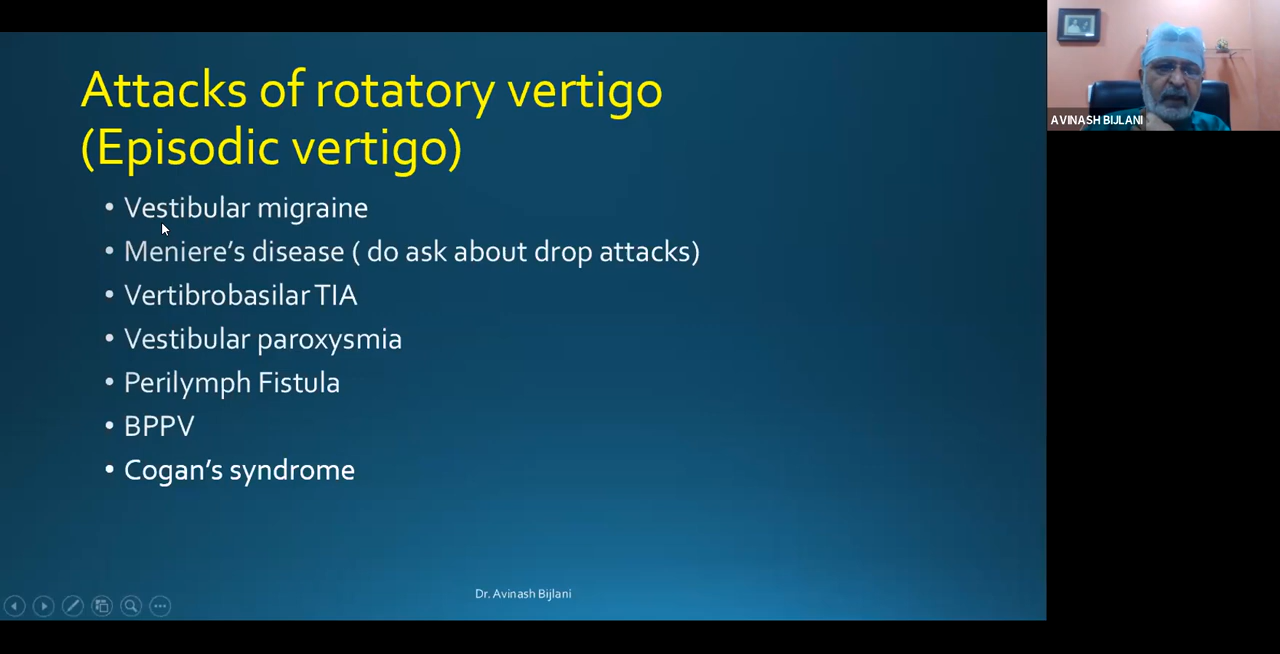 Attacks of rotatory vertigo
(Episodic vertigo)
• Vestibular migraine
• Meniere’s disease ( do ask about drop attacks)
• Vertibrobasilar TIA
• Vestibular paroxysmia
• Perilymph Fistula
• BPPV
• Cogan’s syndrome
Dr. Avinash Bijlani
AVINASH BIJLANI